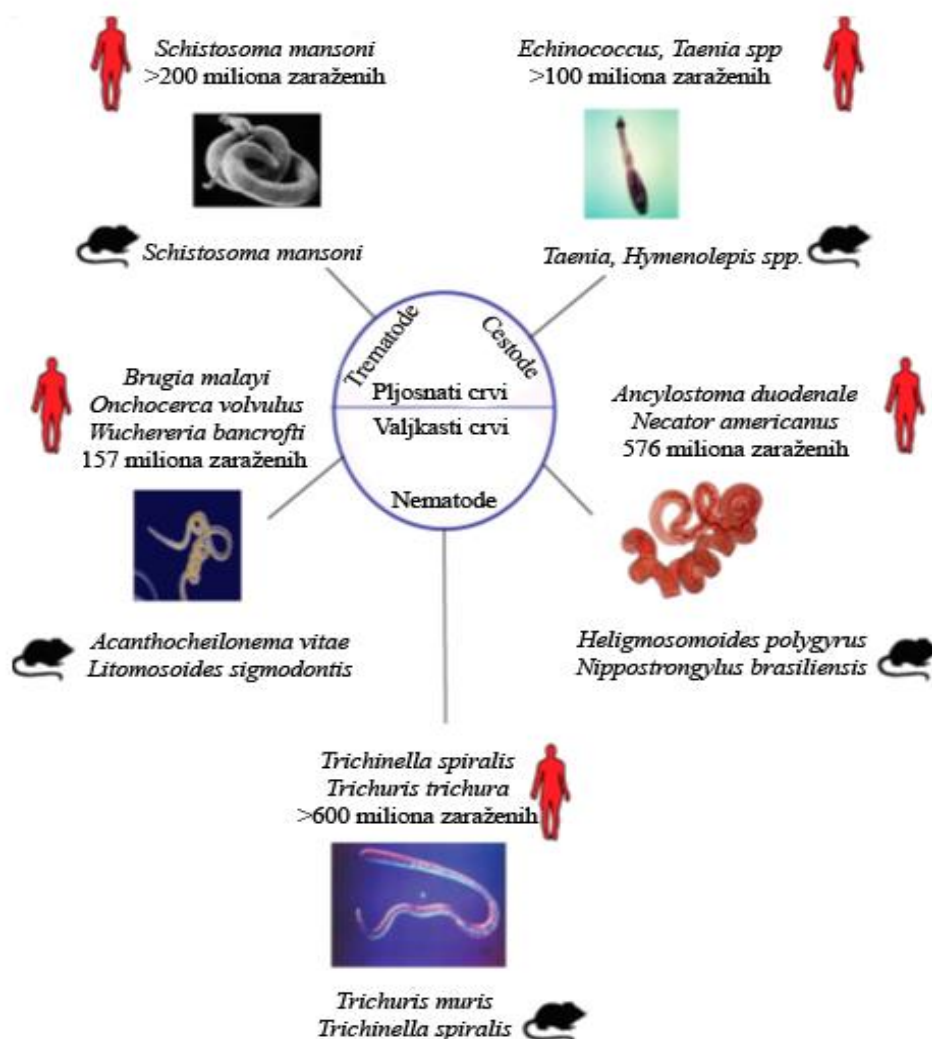 Schistosoma mansoni
>200 miliona zaraženih
Schistosoma mansoni
Echinococcus, Taenia spp
>100 miliona zaraženih
Taenia, Hymenolepis spp.
Trematode
Cestode
Pljosnati crvi
Valjkasti crvi
Nematode
Brugia malayi
Onchocerca volvulus
Wuchereria bancrofti
157 miliona zaraženih
Acanthocheilonema vitae
Litomosoides sigmodontis
Ancylostoma duodenale
Necator americanus
576 miliona zaraženih
Heligmosomoides polygyrus
Nippostrongylus brasiliensis
Trichinella spiralis
Trichuris trichura
>600 miliona zaraženih
Trichuris muris
Trichinella spiralis